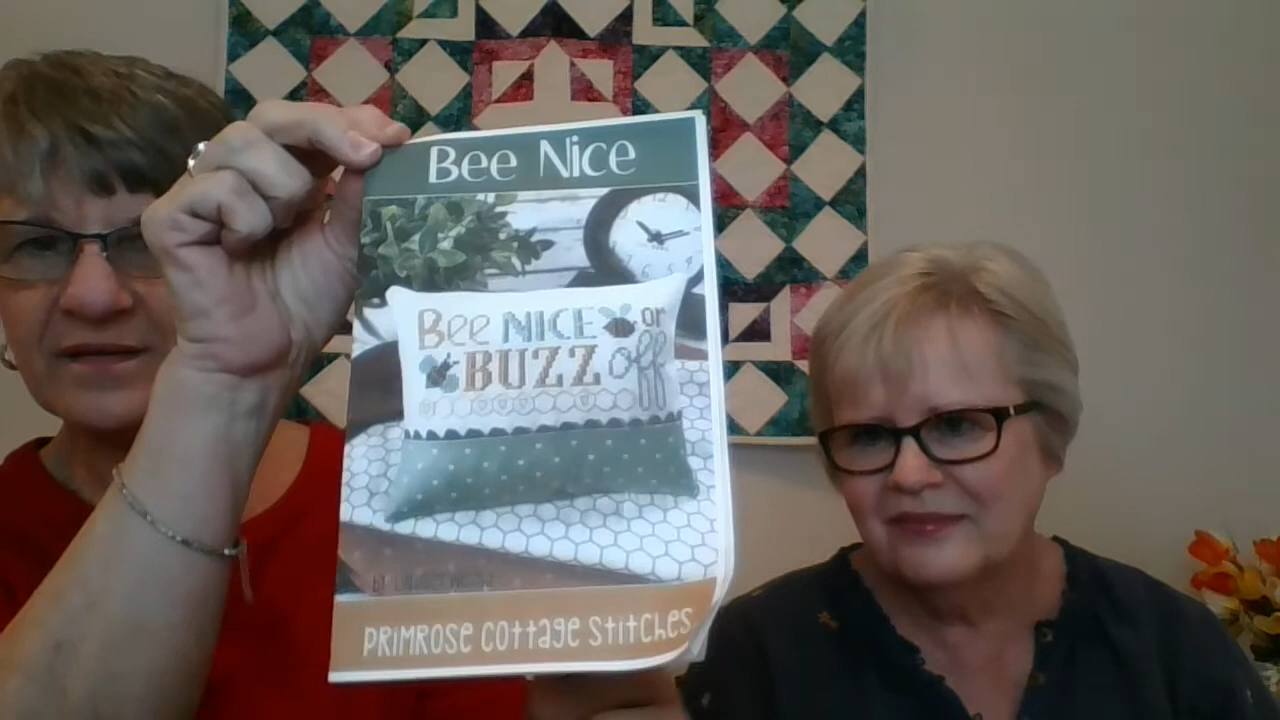 Bee Nice
Bee NICE or
BUZZ off
PRIMROSE COTTAGE STITCHES